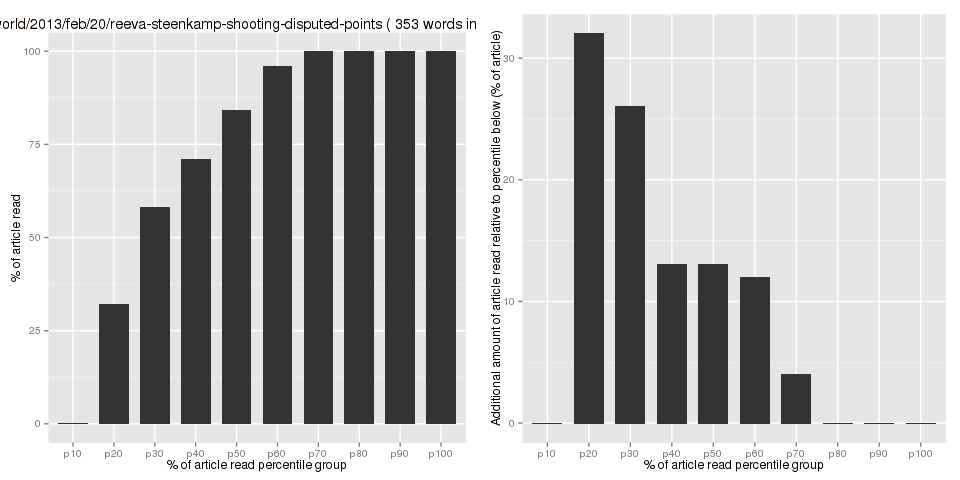 world/2013/feb/20/reeva-steenkamp-shooting-disputed-points ( 353 words in
% of article read
100
75
50
25
0
p10 p20 p30 p40 p50 p60 p70 p80 p90 p100
% of article read percentile group
Additional amount of article read relative to percentile below (% of article)
30
20
10
0
p10 p20 p30 p40 p50 p60 p70 p80 p90 p100
% of article read percentile group